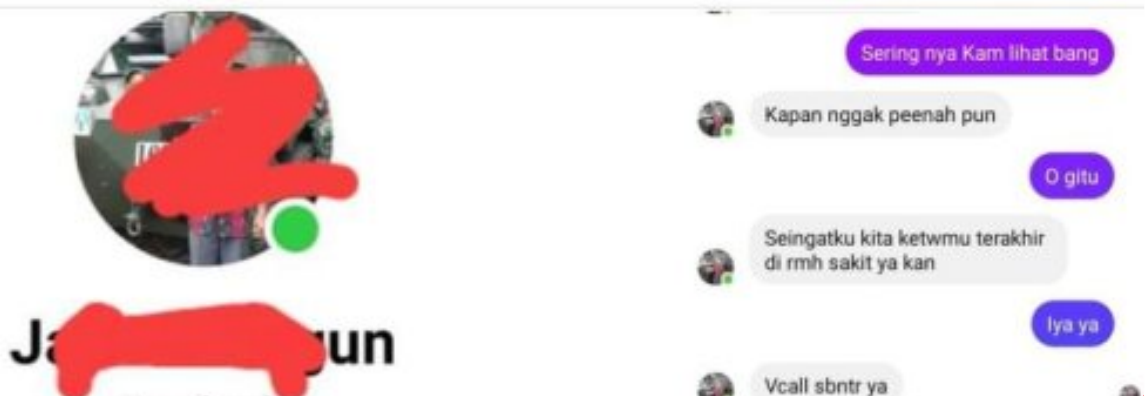 Ja
un
Sering nya Kam lihat bang
Kapan nggak peenah pun
O gitu
Seingatku kita ketwmu terakhir
di rmh sakit ya kan
Iya ya
Vcall sbntr ya